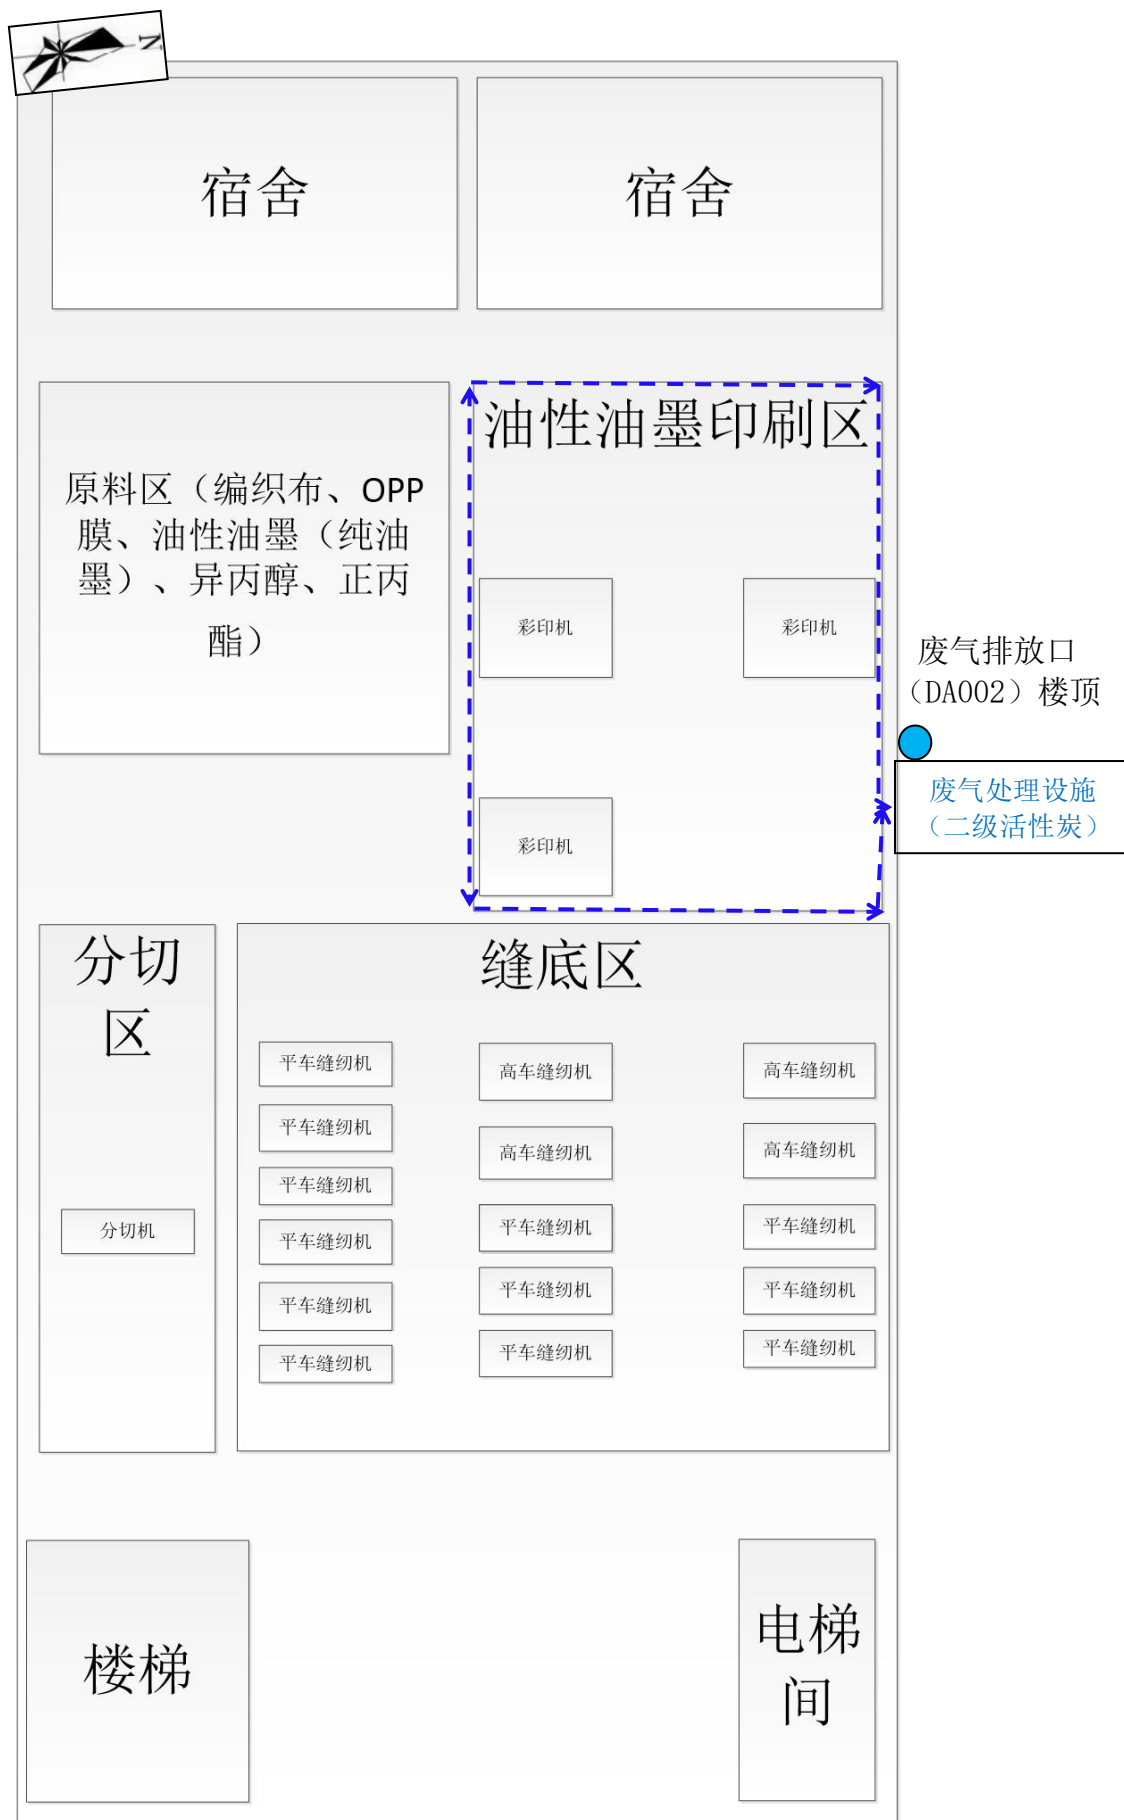 N
宿舍
宿舍
原料区（编织布、OPP
膜、油性油墨（纯油
墨）、异丙醇、正丙
酯）
油性油墨印刷区
彩印机
彩印机
彩印机
废气排放口
（DA002）楼顶
废气处理设施
（二级活性炭）
分切
区
分切机
缝底区
平车缝纫机
平车缝纫机
平车缝纫机
平车缝纫机
平车缝纫机
平车缝纫机
高车缝纫机
高车缝纫机
平车缝纫机
平车缝纫机
平车缝纫机
高车缝纫机
高车缝纫机
平车缝纫机
平车缝纫机
平车缝纫机
楼梯
电梯
间